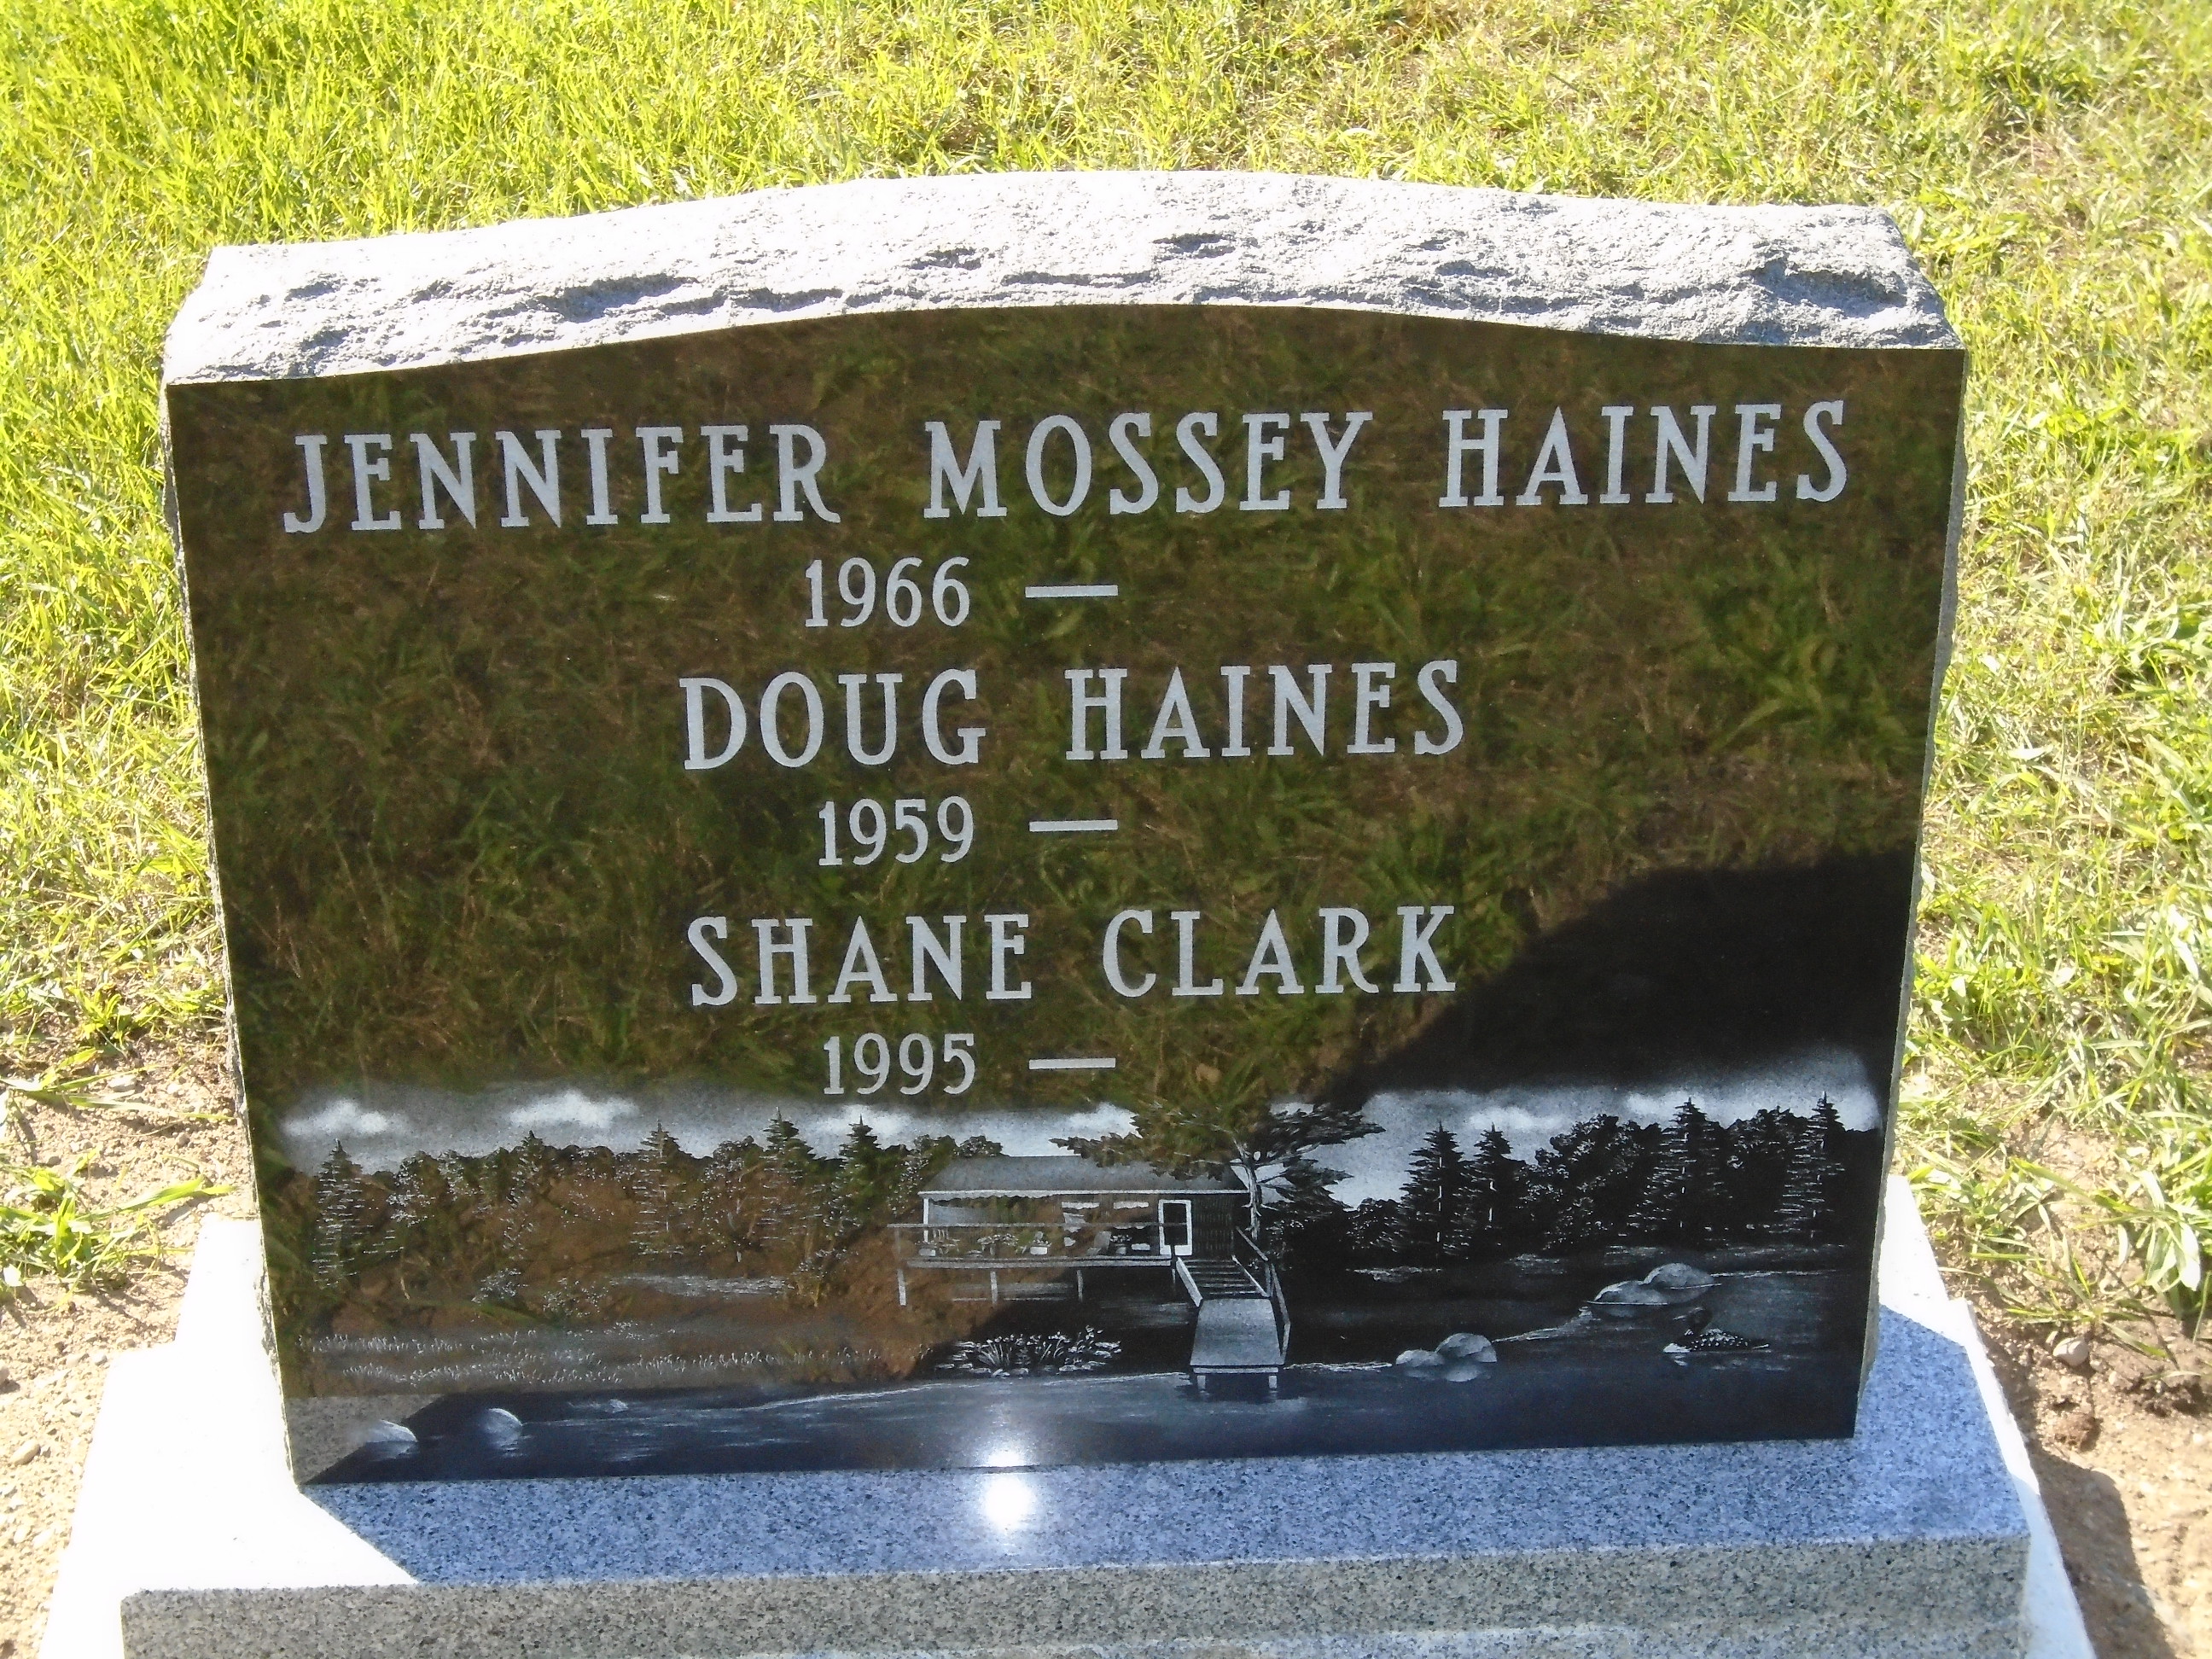 JENNIFER MOSSEY HAINES
1966 —
DOUG HAINES
1959 —
SHANE CLARK
1995 —